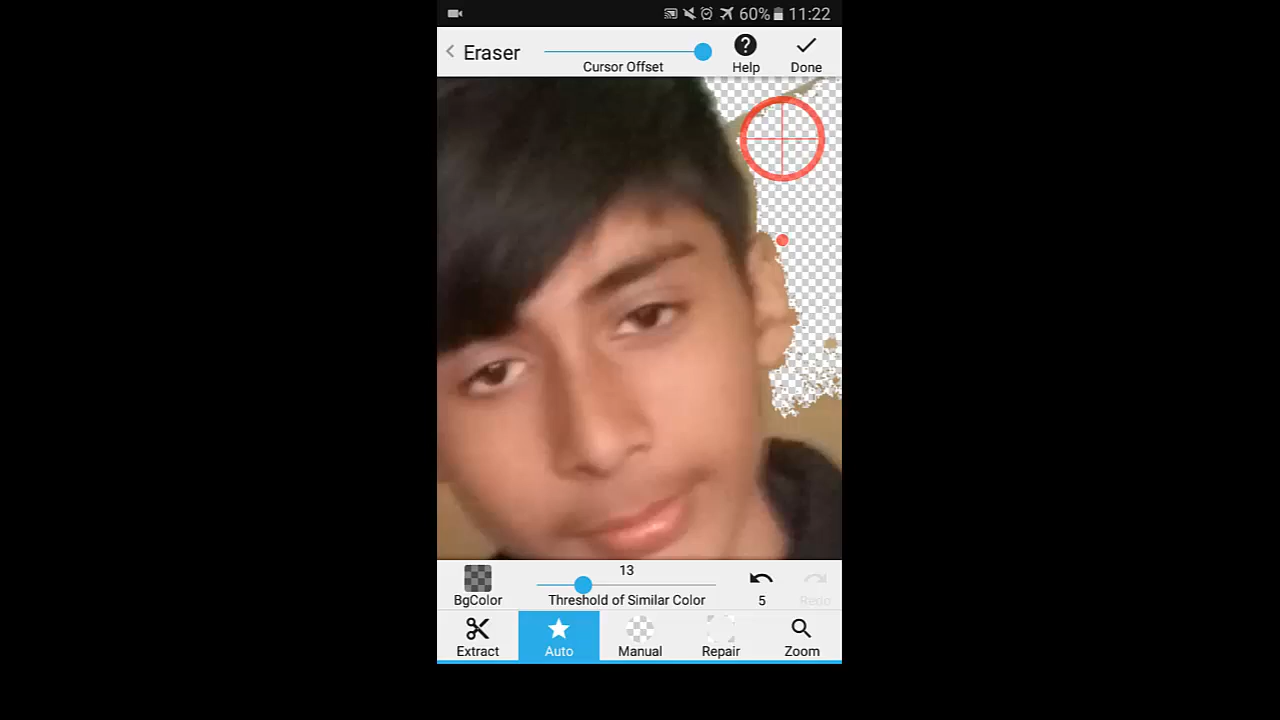 60% 11:22
Eraser
Cursor Offset
Help
Done
13
BgColor
Threshold of Similar Color
5
Redo
Extract
Auto
Manual
Repair
Zoom